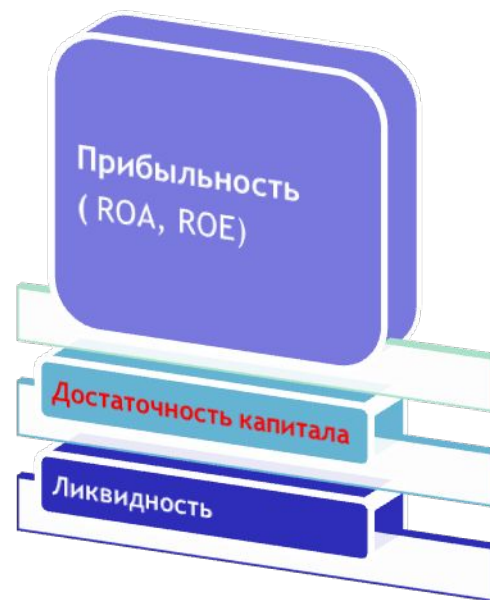 Прибыльность
( ROA, ROE)
Достаточность капитала
Ликвидность